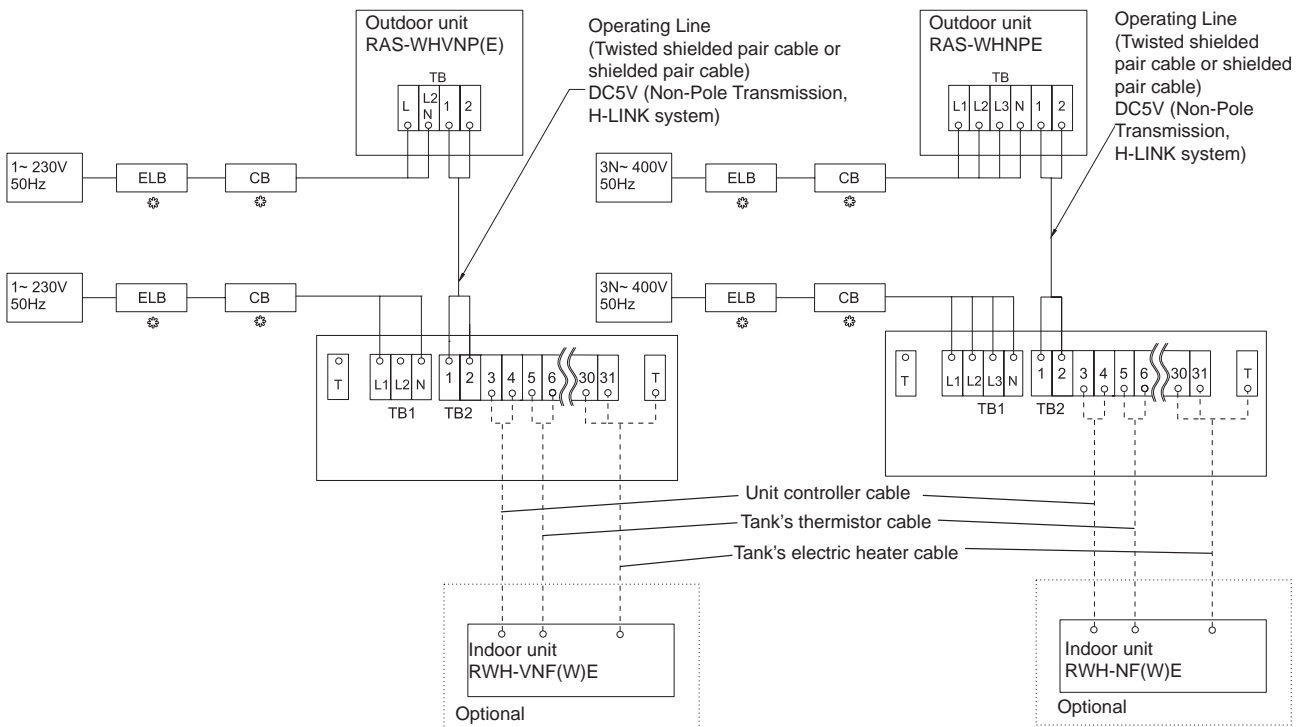 Outdoor unit
RAS-WHVNP(E)
TB
L
L2
N
1
2
Operating Line
(Twisted shielded pair cable or
shielded pair cable)
DC5V (Non-Pole Transmission,
H-LINK system)
Outdoor unit
RAS-WHNPE
TB
L1
L2
L3
N
1
2
Operating Line
(Twisted shielded
pair cable or shielded
pair cable)
DC5V (Non-Pole
Transmission,
H-LINK system)
1~ 230V
50Hz
ELB
CB
3N~ 400V
50Hz
ELB
CB
1~ 230V
50Hz
ELB
CB
3N~ 400V
50Hz
ELB
CB
T
L1
L2
N
1
2
3
4
5
6
30
31
T
TB1
TB2
T
L1
L2
L3
N
1
2
3
4
5
6
30
31
T
TB1
TB2
Unit controller cable
Tank's thermistor cable
Tank's electric heater cable
Indoor unit
RWH-VNF(W)E
Optional
Indoor unit
RWH-NF(W)E
Optional